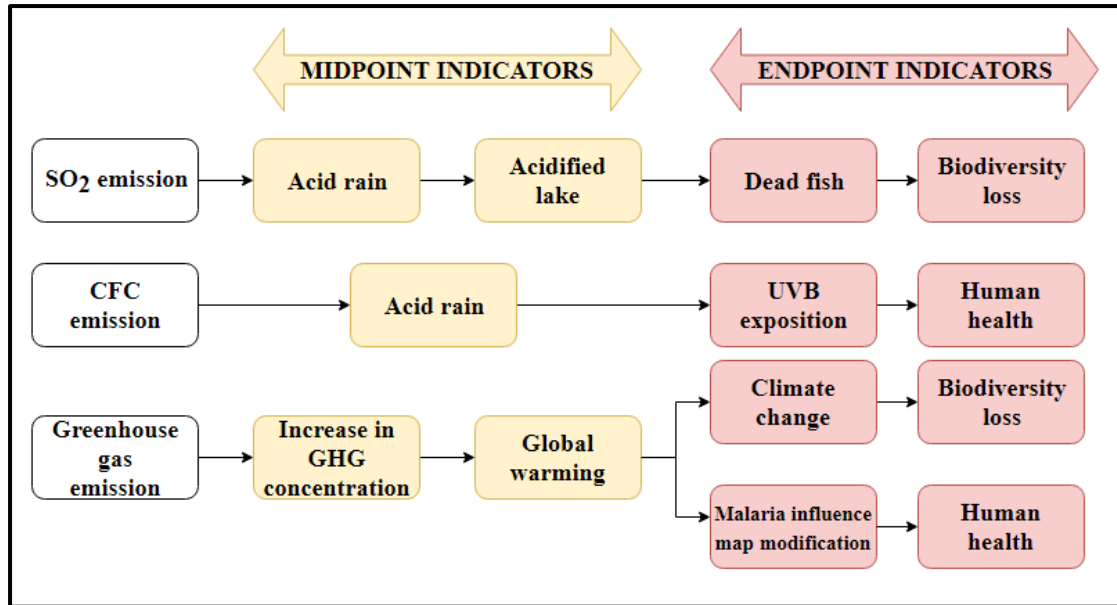 MIDPOINT INDICATORS
ENDPOINT INDICATORS
SO2 emission
Acid rain
Acidified
lake
Dead fish
Biodiversity
loss
CFC
emission
Acid rain
UVB
exposition
Human
health
Greenhouse
gas
emission
Increase in
GHG
concentration
Global
warming
Climate
change
Biodiversity
loss
Malaria influence
map modification
Human
health